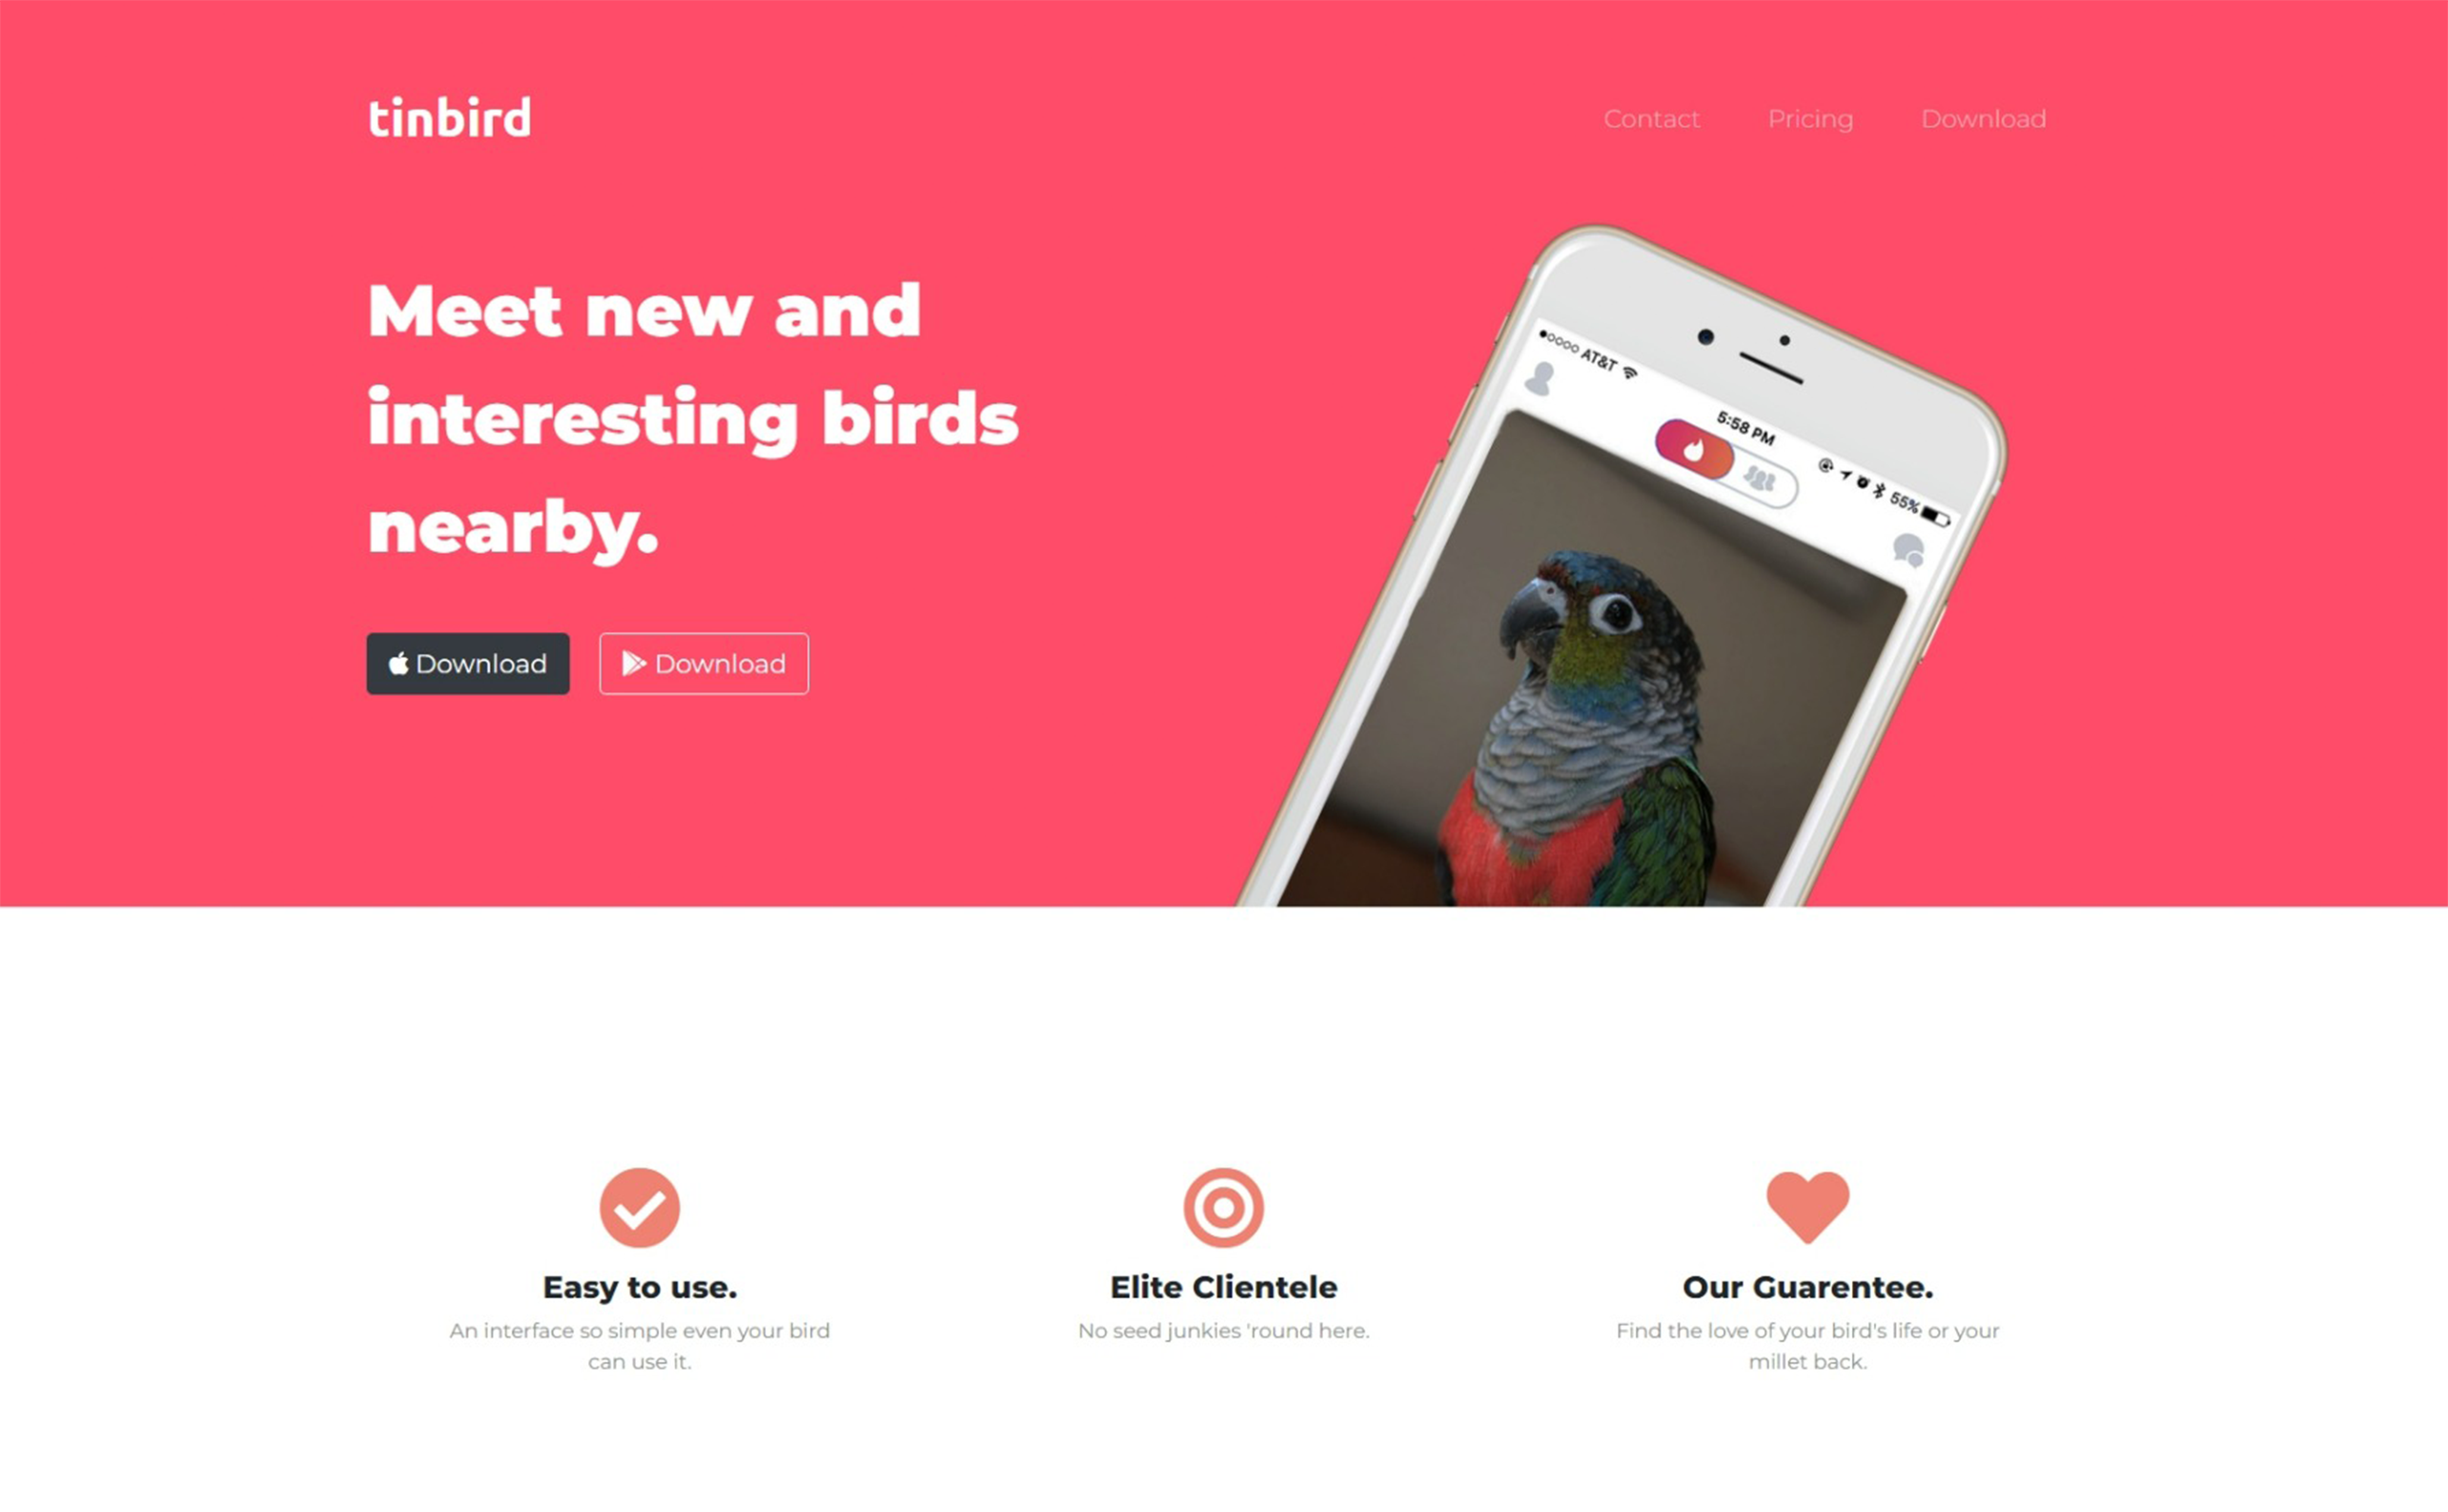 tinbird
Contact Pricing Download
Meet new and
interesting birds
nearby.
Download Download
AT&T
5:58 PM
55%
Easy to use.
An interface so simple even your bird
can use it.
Elite Clientele
No seed junkies 'round here.
Our Guarentee.
Find the love of your bird's life or your
millet back.